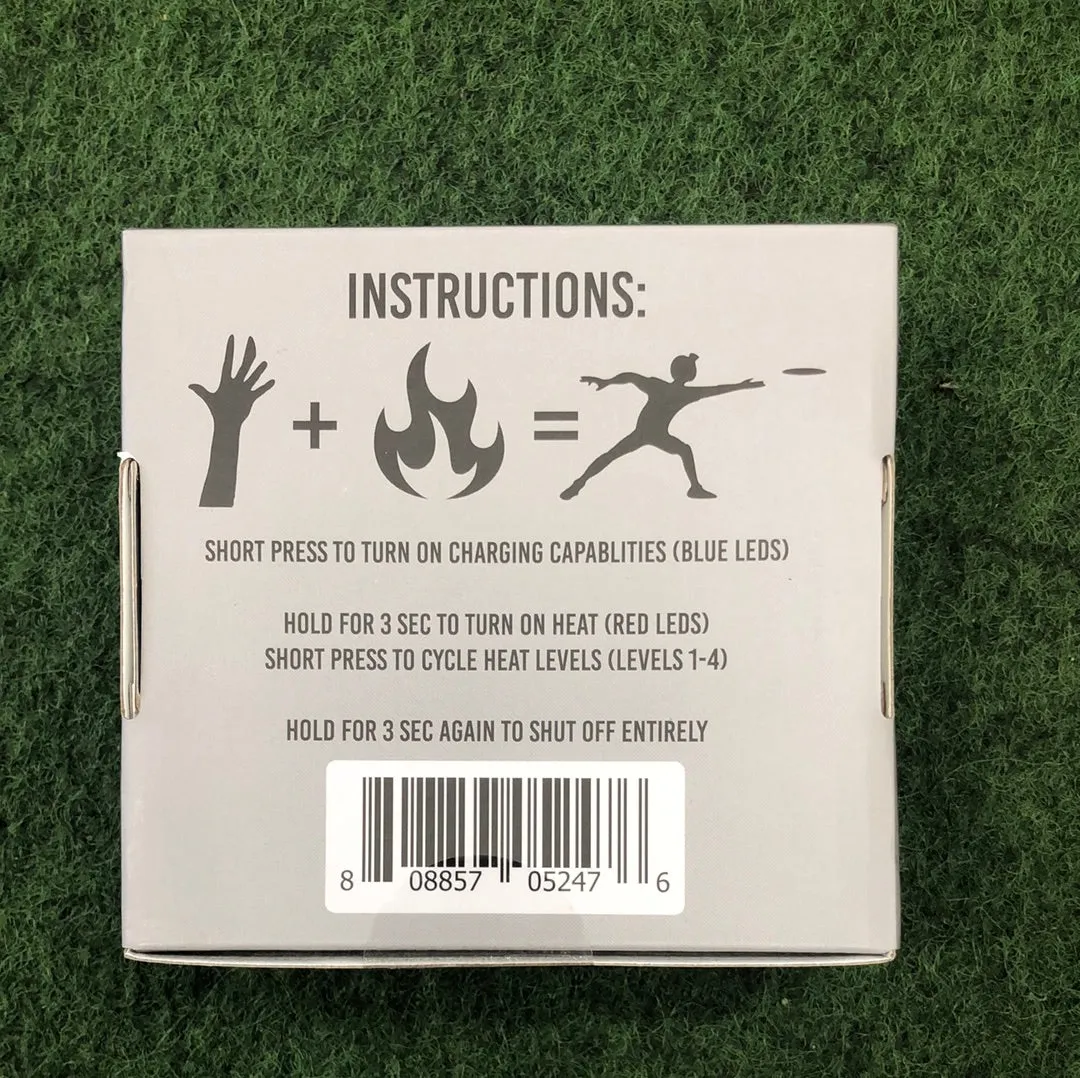 INSTRUCTIONS:
+ =
SHORT PRESS TO TURN ON CHARGING CAPABLITIES (BLUE LEDS)
HOLD FOR 3 SEC TO TURN ON HEAT (RED LEDS)
SHORT PRESS TO CYCLE HEAT LEVELS (LEVELS 1-4)
HOLD FOR 3 SEC AGAIN TO SHUT OFF ENTIRELY
8 08857 05247 6